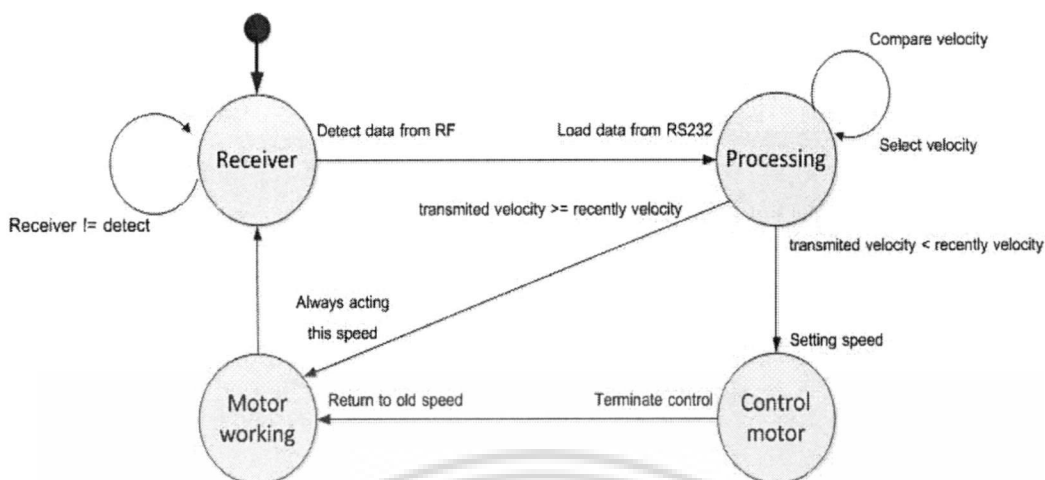 Compare velocity
Detect data from RF
Load data from RS232
Receiver
Processing
Select velocity
Receiver != detect
transmited velocity >= recently velocity
transmited velocity < recently velocity
Always acting
this speed
Setting speed
Motor
working
Return to old speed
Terminate control
Control
motor